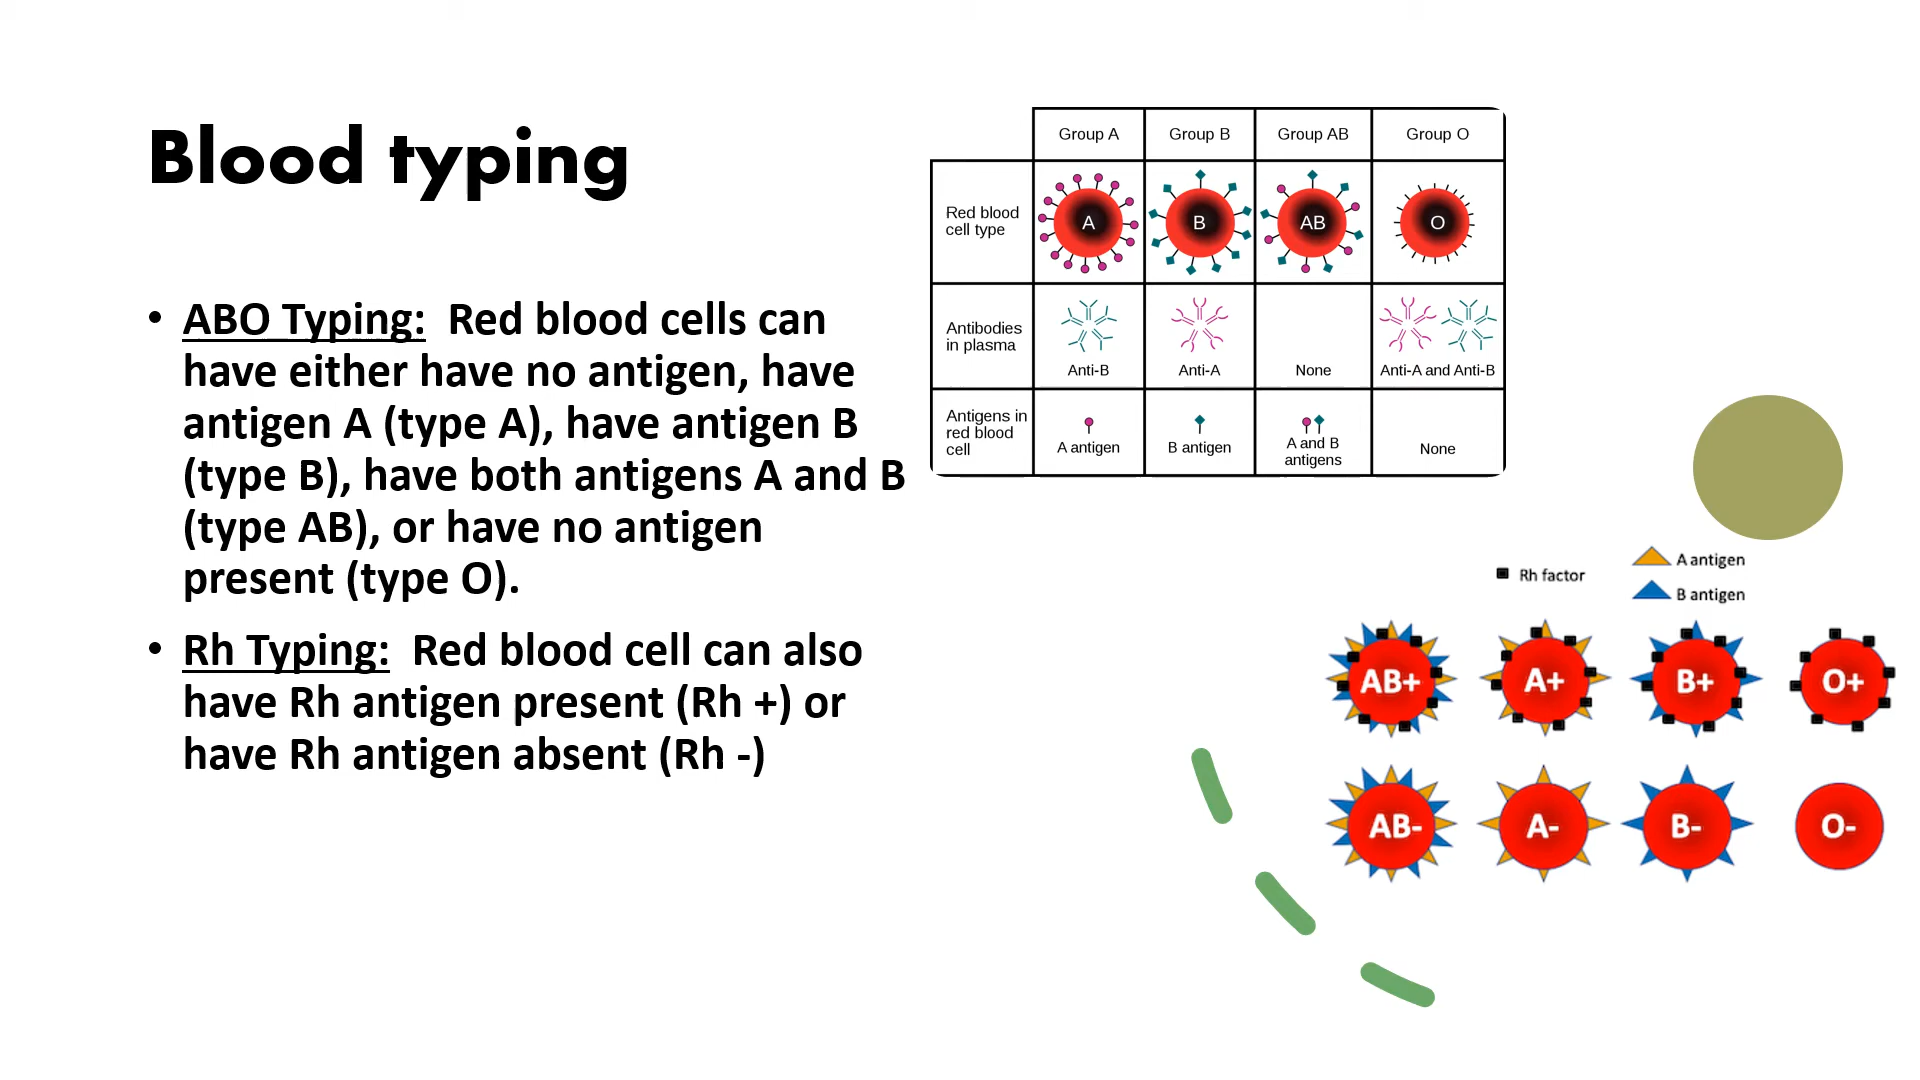 Blood typing
• ABO Typing:  Red blood cells can
have either have no antigen, have
antigen A (type A), have antigen B
(type B), have both antigens A and B
(type AB), or have no antigen
present (type O).
• Rh Typing:  Red blood cell can also
have Rh antigen present (Rh +) or
have Rh antigen absent (Rh -)
Group A Group B Group AB Group O
Red blood
cell type
A B AB O
Antibodies
in plasma
Anti-B Anti-A None Anti-A and Anti-B
Antigens in
red blood
cell
A antigen B antigen A and B
antigens None
Rh factor
A antigen
B antigen
AB+ A+ B+ O+
AB- A- B- O-